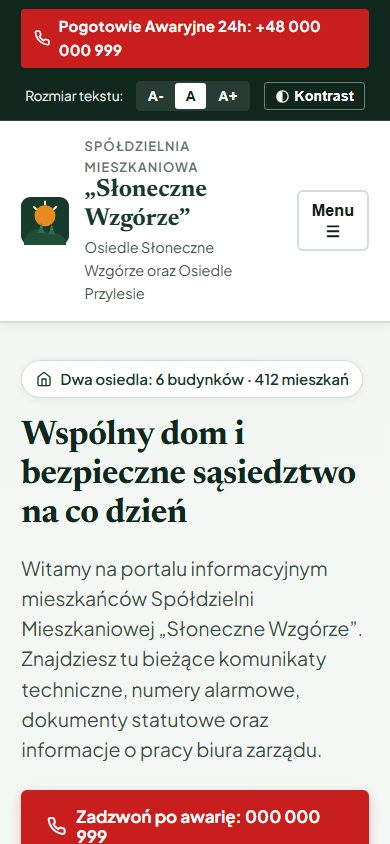 Pogotowie Awaryjne 24h: +48 000
000 999
Rozmiar tekstu: A- A A+ Kontrast
SPÓŁDZIELNIA
MIESZKANIOWA
„Słoneczne
Wzgórze”
Osiedle Słoneczne
Wzgórze oraz Osiedle
Przylesie
Menu
☰
Dwa osiedla: 6 budynków · 412 mieszkań
Wspólny dom i
bezpieczne sąsiedztwo
na co dzień
Witamy na portalu informacyjnym
mieszkańców Spółdzielni
Mieszkaniowej „Słoneczne Wzgórze”.
Znajdziesz tu bieżące komunikaty
techniczne, numery alarmowe,
dokumenty statutowe oraz
informacje o pracy biura zarządu.
Zadzwoń po awarię: 000 000
999